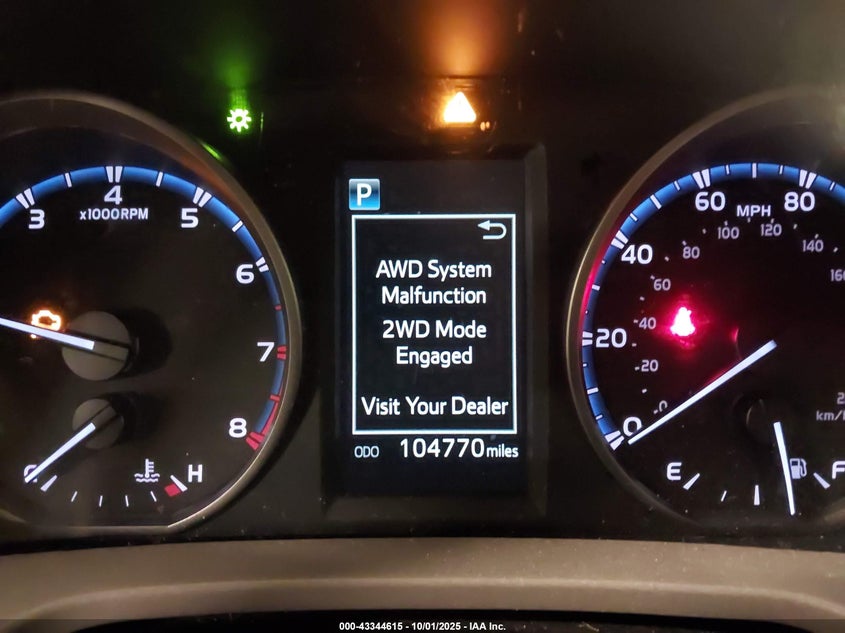 P
AWD System
Malfunction
2WD Mode
Engaged
Visit Your Dealer
ODO 104770 miles
3 4 5 6 7 8
x1000RPM
C H
0 20 40 60 80
MPH
0 20 40 60 80 100 120 140
km/h
E F
000-43344615 - 10/01/2025 - IAA Inc.